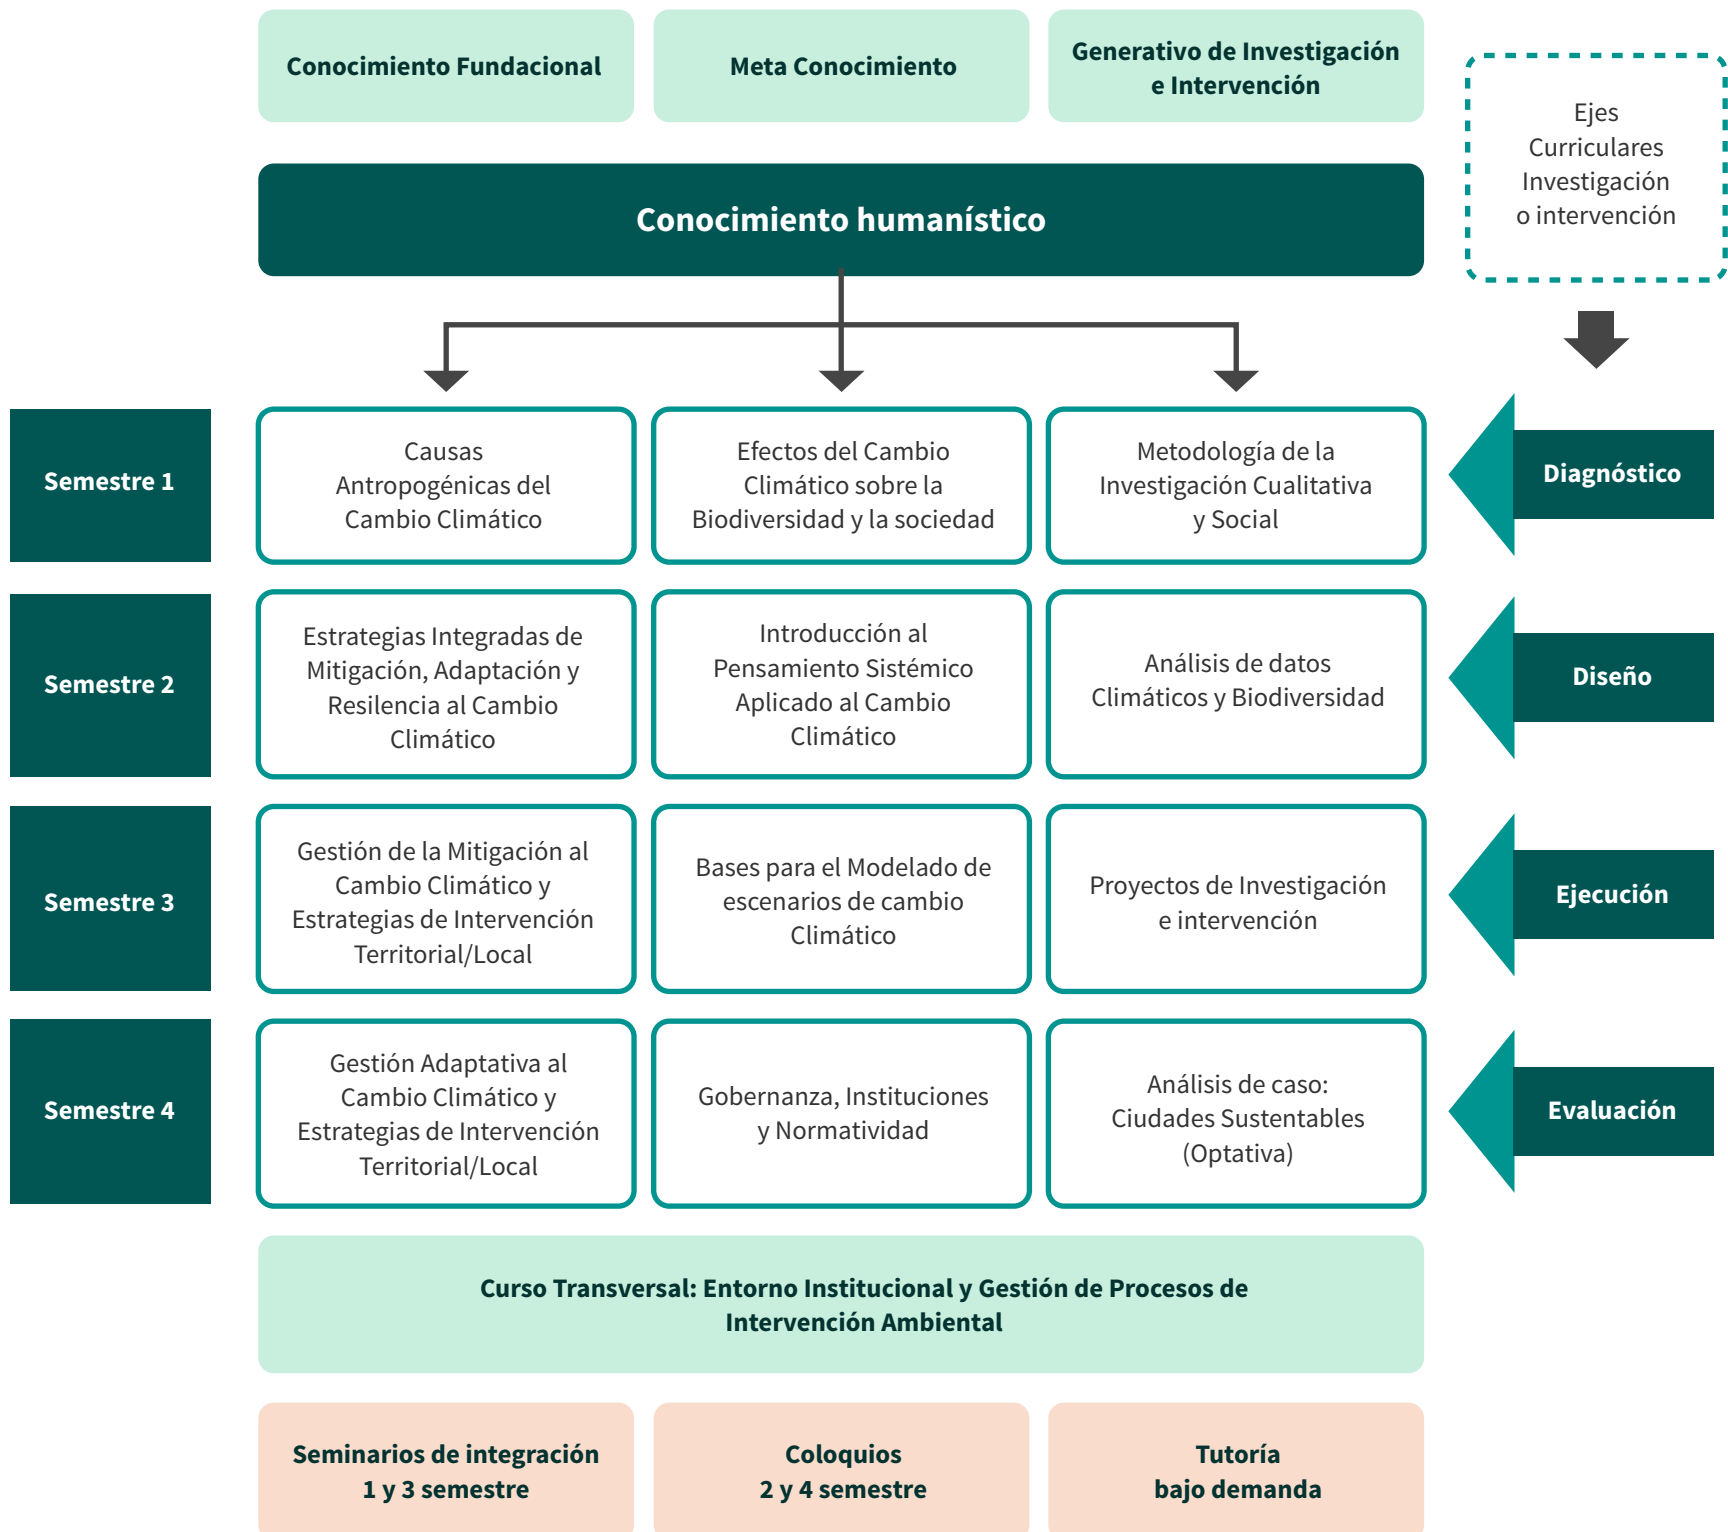 Conocimiento Fundacional
Meta Conocimiento
Generativo de Investigación
e Intervención
Ejes
Curriculares
Investigación
o intervención
Conocimiento humanístico
Semestre 1
Causas
Antropogénicas del
Cambio Climático
Efectos del Cambio
Climático sobre la
Biodiversidad y la sociedad
Metodología de la
Investigación Cualitativa
y Social
Diagnóstico
Semestre 2
Estrategias Integradas de
Mitigación, Adaptación y
Resilencia al Cambio
Climático
Introducción al
Pensamiento Sistémico
Aplicado al Cambio
Climático
Análisis de datos
Climáticos y Biodiversidad
Diseño
Semestre 3
Gestión de la Mitigación al
Cambio Climático y
Estrategias de Intervención
Territorial/Local
Bases para el Modelado de
escenarios de cambio
Climático
Proyectos de Investigación
e intervención
Ejecución
Semestre 4
Gestión Adaptativa al
Cambio Climático y
Estrategias de Intervención
Territorial/Local
Gobernanza, Instituciones
y Normatividad
Análisis de caso:
Ciudades Sustentables
(Optativa)
Evaluación
Curso Transversal: Entorno Institucional y Gestión de Procesos de
Intervención Ambiental
Seminarios de integración
1 y 3 semestre
Coloquios
2 y 4 semestre
Tutoría
bajo demanda